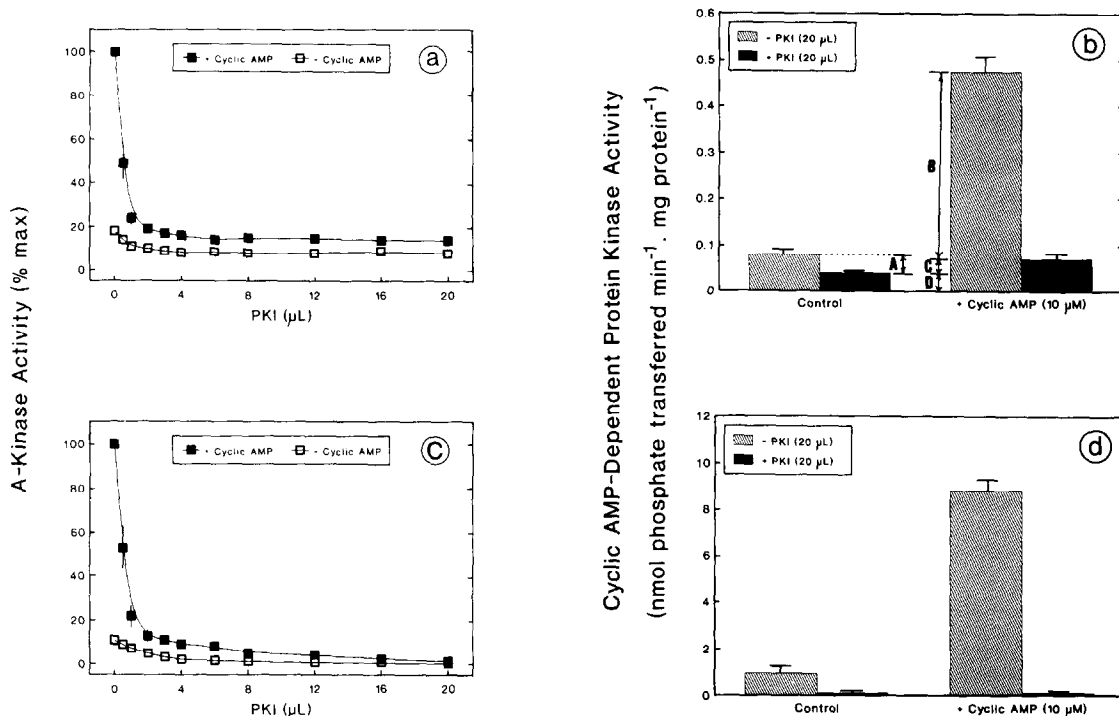 A-Kinase Activity (% max)
a
+ Cyclic AMP
- Cyclic AMP
100
80
60
40
20
0
0 4 8 12 16 20
PKI (µL)
c
+ Cyclic AMP
- Cyclic AMP
100
80
60
40
20
0
0 4 8 12 16 20
PKI (µL)
Cyclic AMP-Dependent Protein Kinase Activity
(nmol phosphate transferred min⁻¹. mg protein⁻¹)
b
- PKI (20 µL)
+ PKI (20 µL)
0.6
0.5
0.4
0.3
0.2
0.1
0
A
B
C
D
Control
+ Cyclic AMP (10 µM)
d
- PKI (20 µL)
+ PKI (20 µL)
12
10
8
6
4
2
0
Control
+ Cyclic AMP (10 µM)